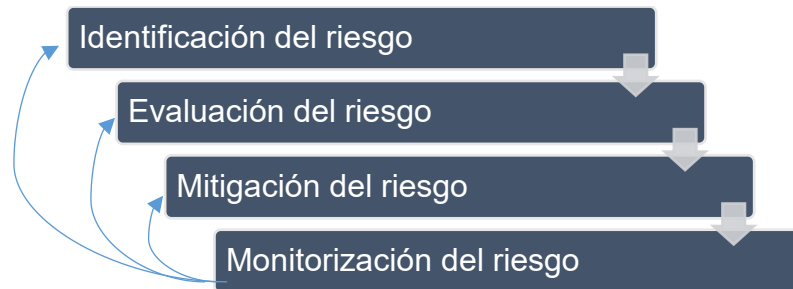 Identificación del riesgo
Evaluación del riesgo
Mitigación del riesgo
Monitorización del riesgo